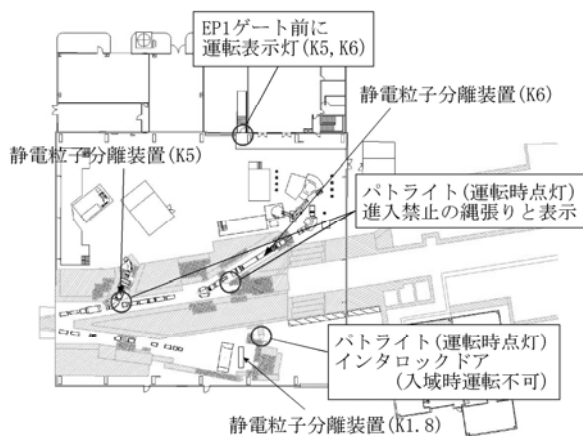 EP1ゲート前に
運転表示灯(K5,K6)
静電粒子分離装置(K6)
静電粒子分離装置(K5)
パトライト(運転時点灯)
進入禁止の縄張りと表示
パトライト(運転時点灯)
インタロックドア
(入域時運転不可)
静電粒子分離装置(K1.8)